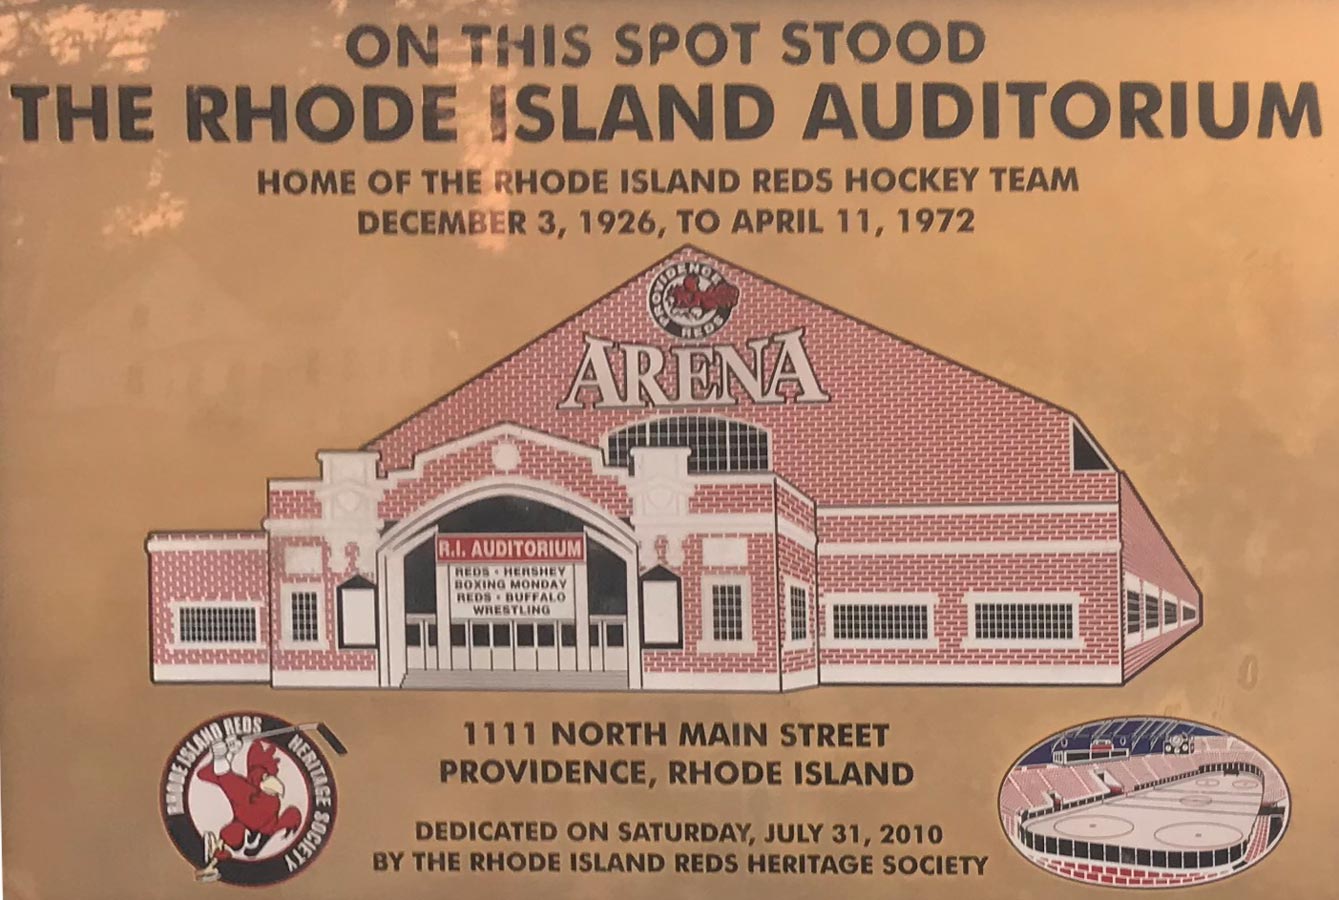 ON THIS SPOT STOOD
THE RHODE ISLAND AUDITORIUM
HOME OF THE RHODE ISLAND REDS HOCKEY TEAM
DECEMBER 3, 1926, TO APRIL 11, 1972
PROVIDENCE
REDS
ARENA
R.I. AUDITORIUM
REDS - HERSHEY
BOXING MONDAY
REDS - BUFFALO
WRESTLING
1111 NORTH MAIN STREET
PROVIDENCE, RHODE ISLAND
RHODE ISLAND REDS HERITAGE SOCIETY
DEDICATED ON SATURDAY, JULY 31, 2010
BY THE RHODE ISLAND REDS HERITAGE SOCIETY